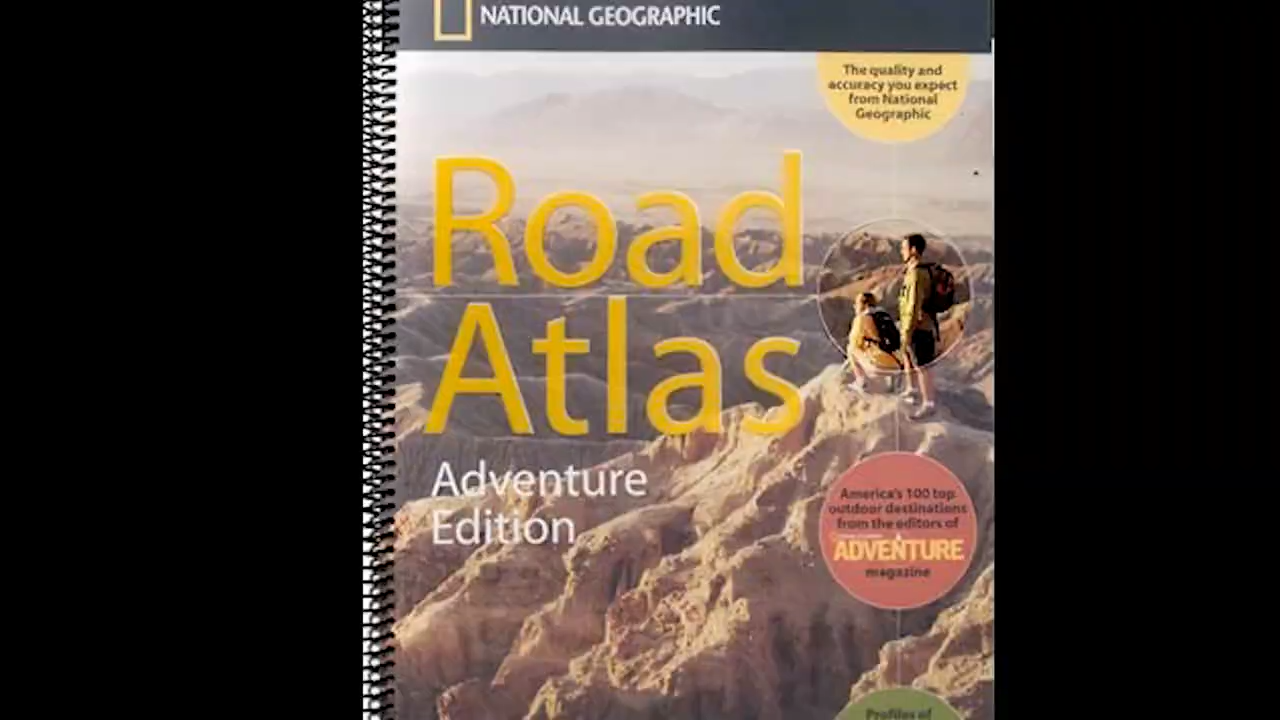 NATIONAL GEOGRAPHIC
The quality and
accuracy you expect
from National
Geographic
Road
Atlas
Adventure
Edition
America's 100 top
outdoor destinations
from the editors of
ADVENTURE
magazine
Profiles of